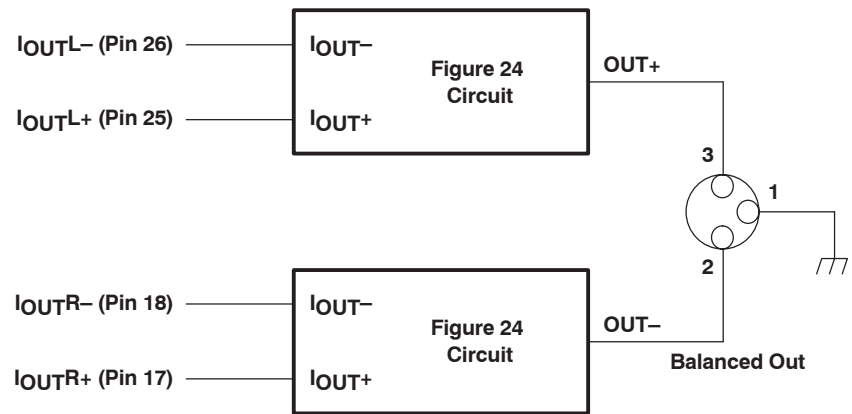 IOUTL– (Pin 26)
IOUT–
Figure 24
Circuit
OUT+
IOUTL+ (Pin 25)
IOUT+
3
1
2
IOUTR– (Pin 18)
IOUT–
Figure 24
Circuit
OUT–
Balanced Out
IOUTR+ (Pin 17)
IOUT+